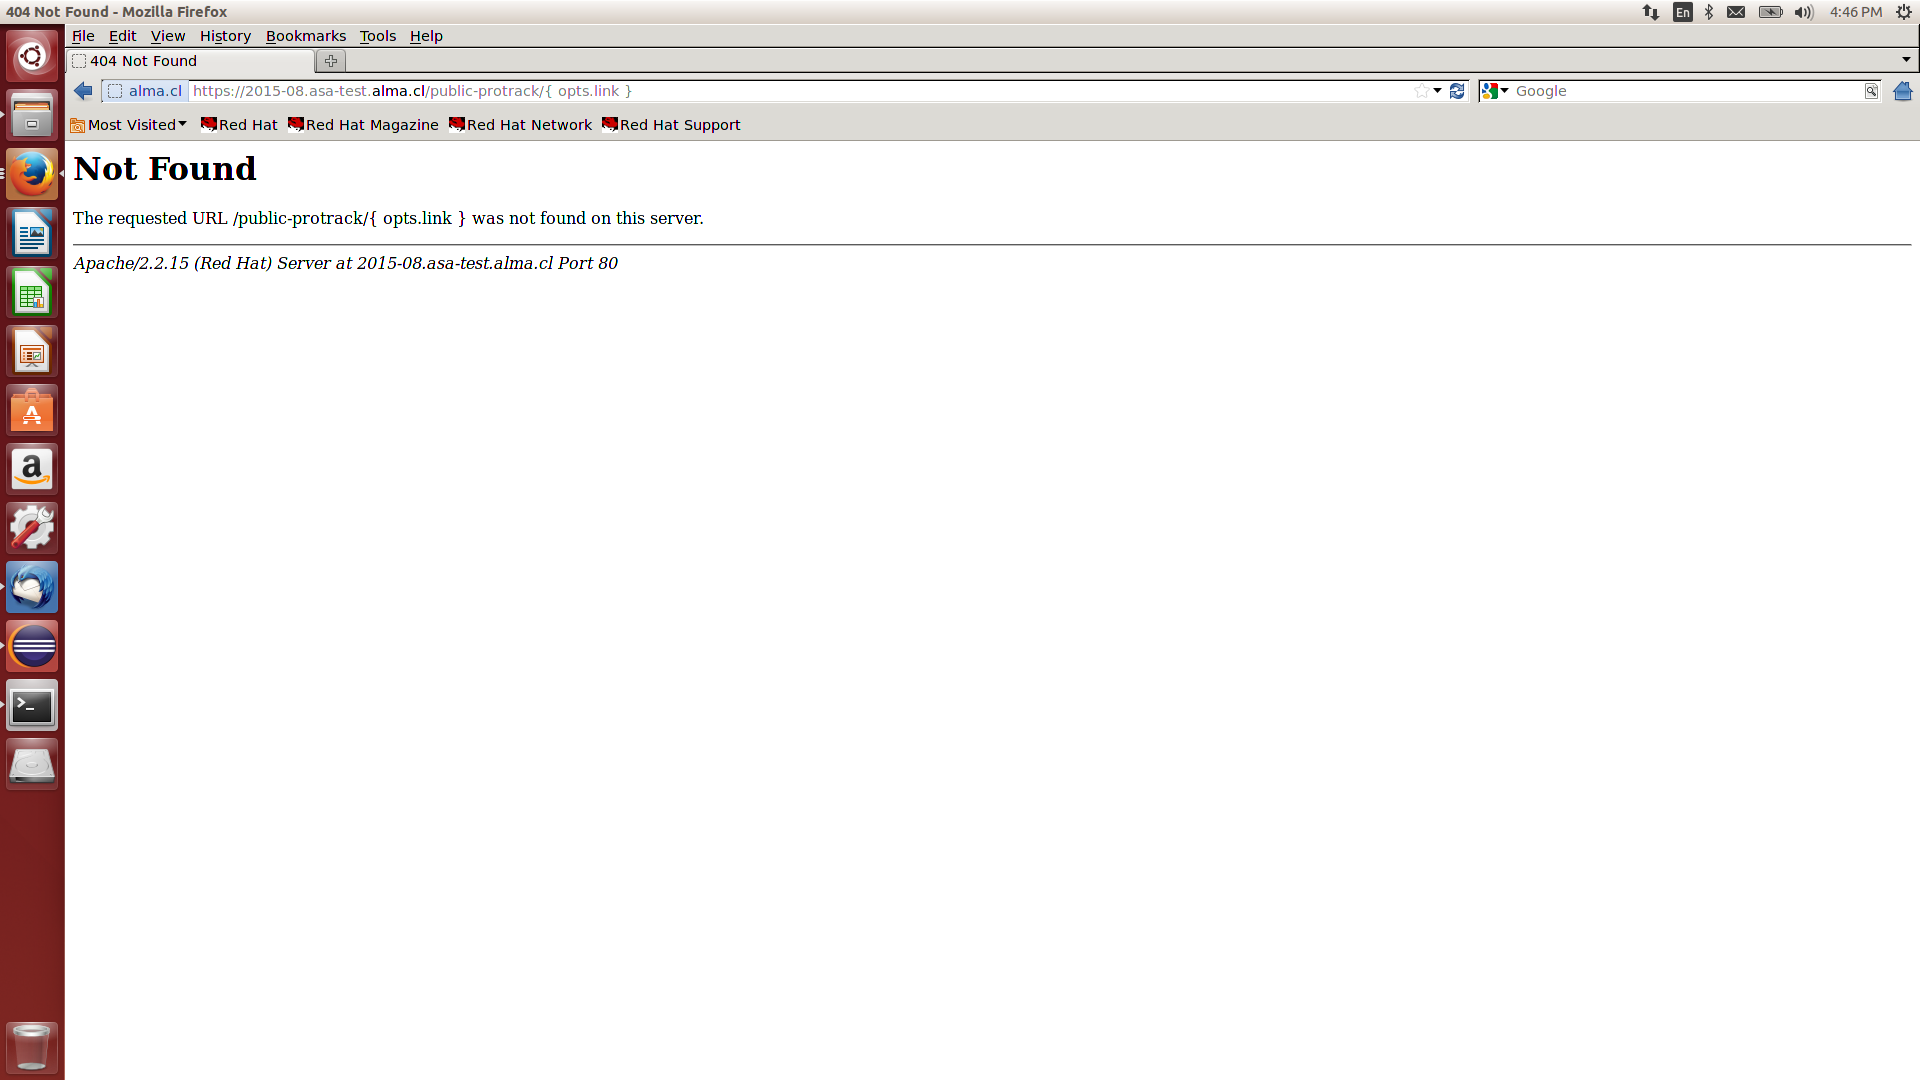 404 Not Found - Mozilla Firefox
En
4:46 PM
File Edit View History Bookmarks Tools Help
404 Not Found
alma.cl https://2015-08.asa-test.alma.cl/public-protrack/{ opts.link }
Google
Most Visited Red Hat Red Hat Magazine Red Hat Network Red Hat Support
Not Found
The requested URL /public-protrack/{ opts.link } was not found on this server.
Apache/2.2.15 (Red Hat) Server at 2015-08.asa-test.alma.cl Port 80
A
a
>_